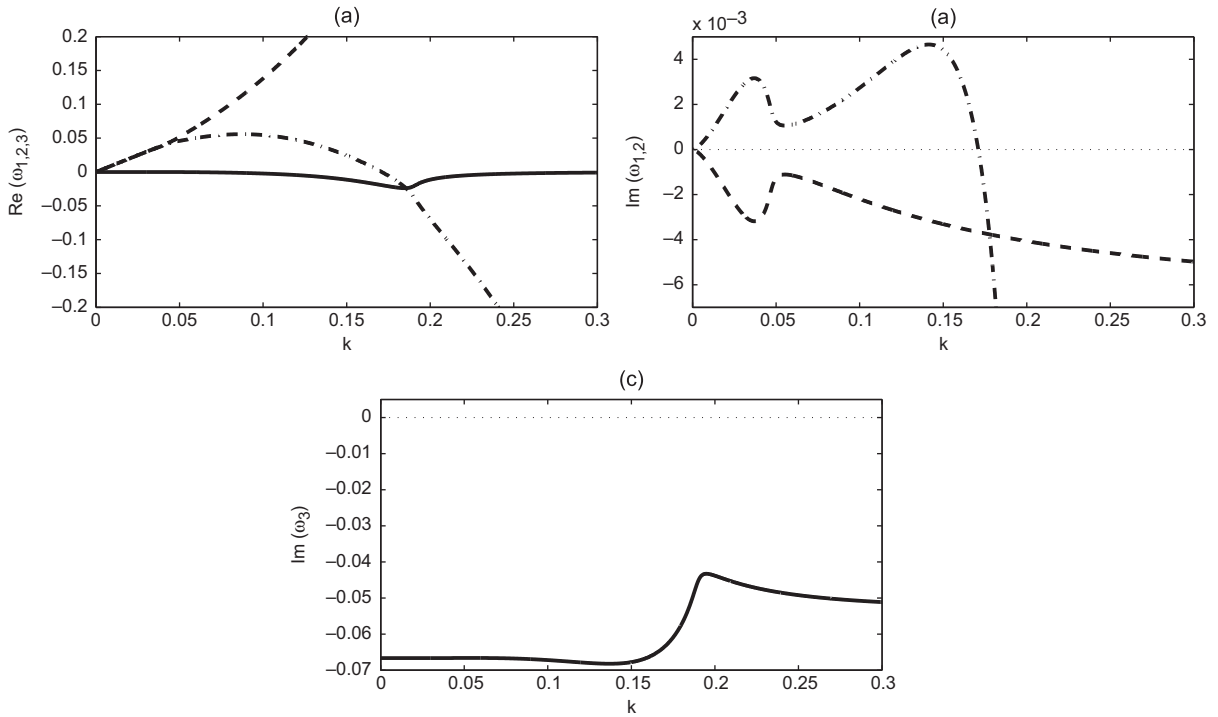 (a)
0.2
0.15
0.1
0.05
0
−0.05
−0.1
−0.15
−0.2
Re (ω1,2,3)
0 0.05 0.1 0.15 0.2 0.25 0.3
k
(a)
x 10−3
4
2
0
−2
−4
−6
Im (ω1,2)
0 0.05 0.1 0.15 0.2 0.25 0.3
k
(c)
0
−0.01
−0.02
−0.03
−0.04
−0.05
−0.06
−0.07
Im (ω3)
0 0.05 0.1 0.15 0.2 0.25 0.3
k